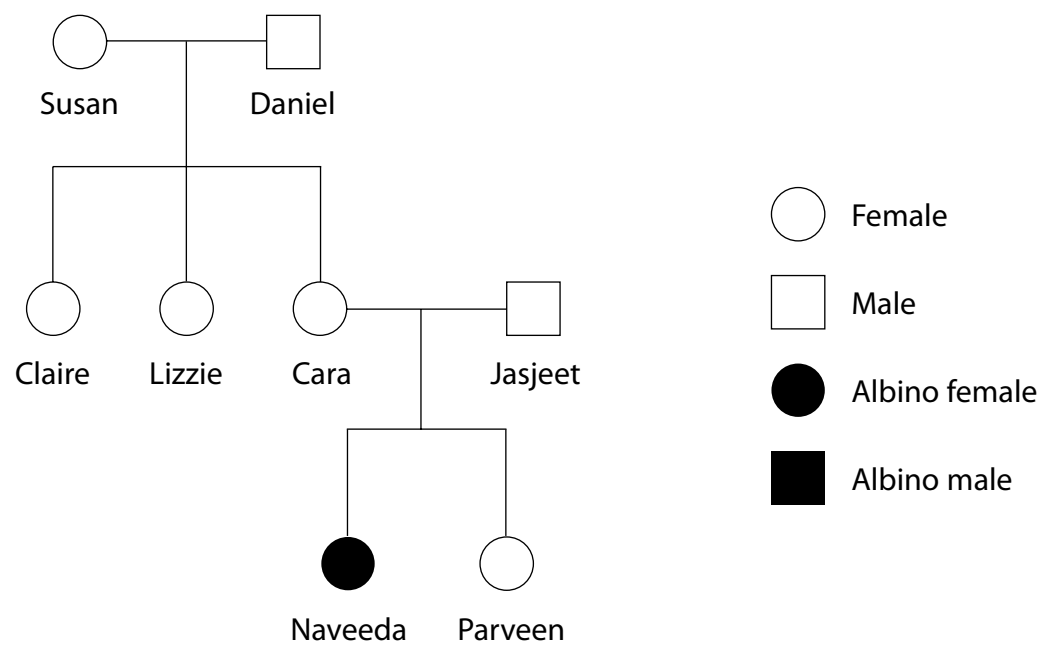 Susan
Daniel
Female
Male
Claire
Lizzie
Cara
Jasjeet
Albino female
Albino male
Naveeda
Parveen